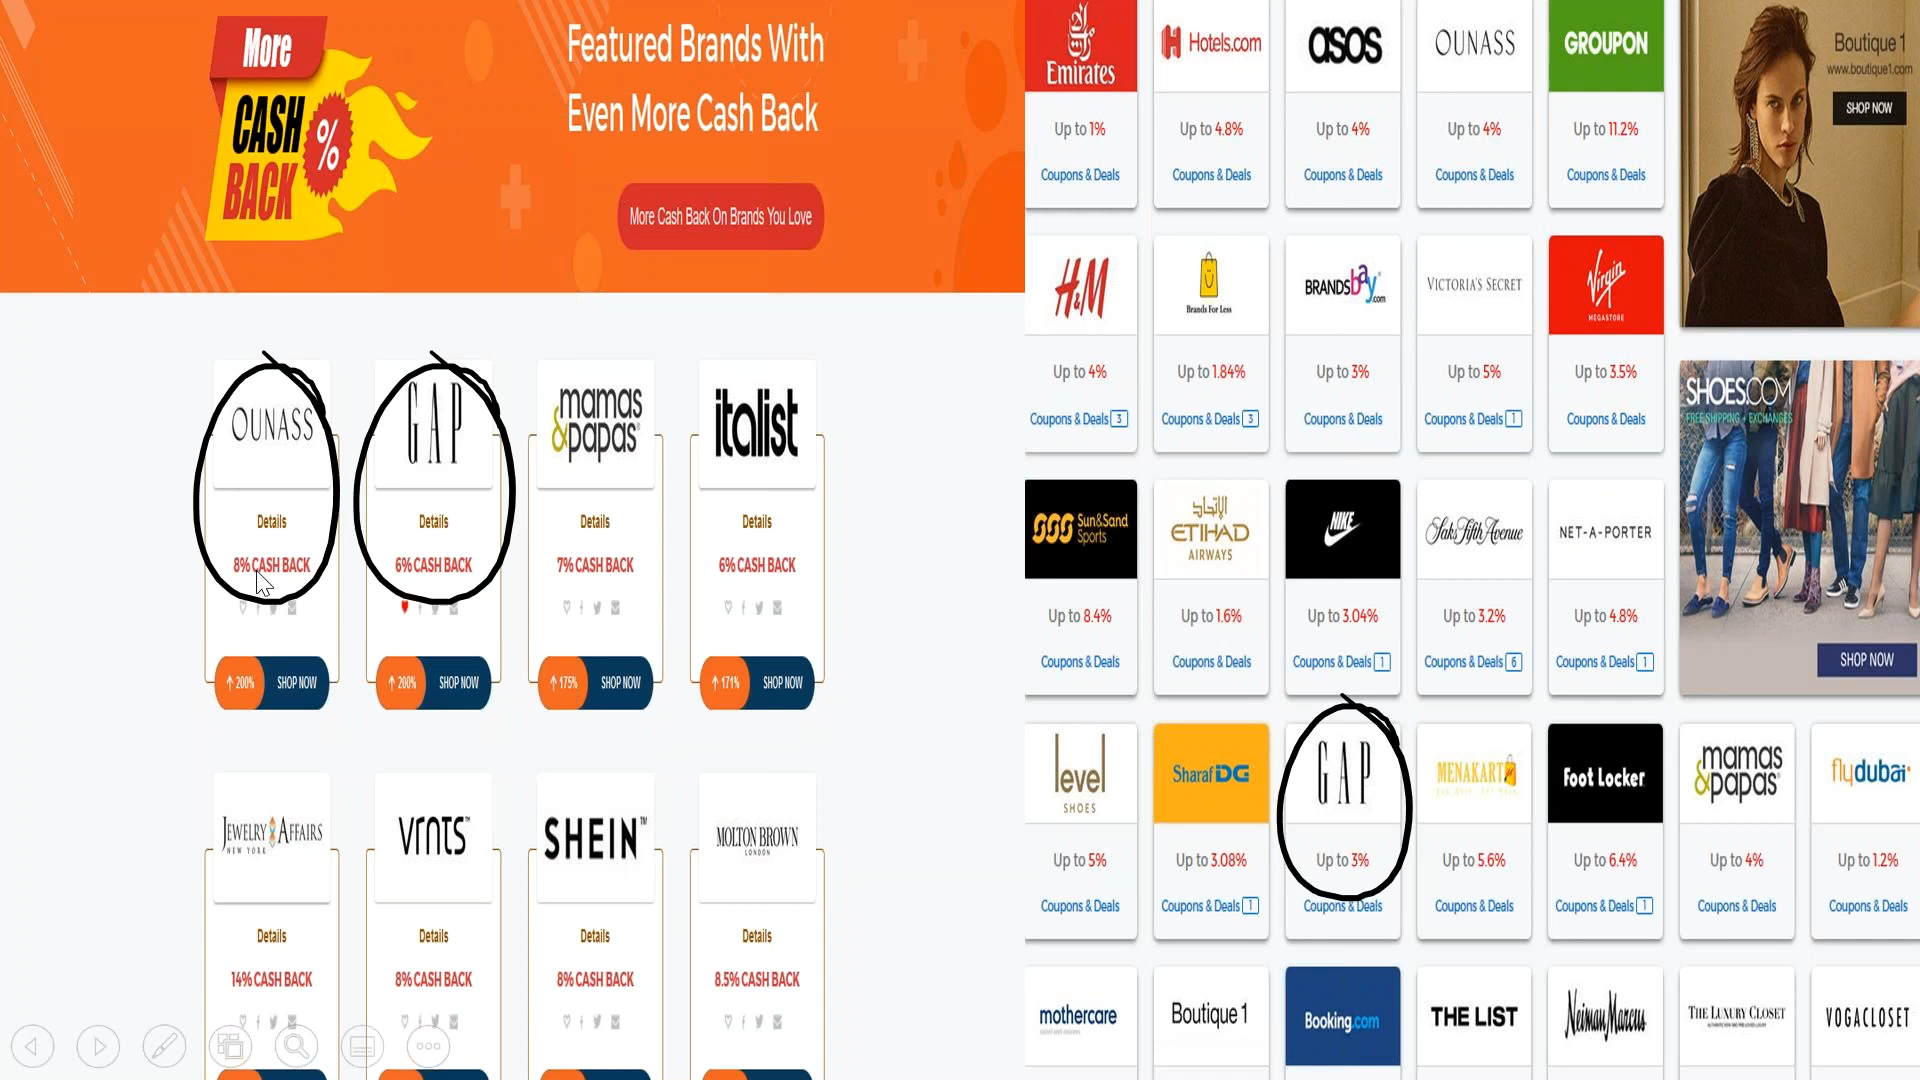 More
CASH
BACK
%
Featured Brands With
Even More Cash Back
More Cash Back On Brands You Love
OUNASS
GAP
mamas
&papas
italist
Details
Details
Details
Details
8% CASH BACK
6% CASH BACK
7% CASH BACK
6% CASH BACK
↑ 200% SHOP NOW
↑ 200% SHOP NOW
↑ 175% SHOP NOW
↑ 171% SHOP NOW
JEWELRY AFFAIRS
NEW YORK
VRNTS™
SHEIN™
MOLTON BROWN
LONDON
Details
Details
Details
Details
14% CASH BACK
8% CASH BACK
8% CASH BACK
8.5% CASH BACK
Emirates
Hotels.com
asos
OUNASS
GROUPON
Up to 1%
Up to 4.8%
Up to 4%
Up to 4%
Up to 11.2%
Coupons & Deals
Coupons & Deals
Coupons & Deals
Coupons & Deals
Coupons & Deals
H&M
Brands For Less
BRANDSbay.com
VICTORIA'S SECRET
Virgin
MEGASTORE
Up to 4%
Up to 1.84%
Up to 3%
Up to 5%
Up to 3.5%
Coupons & Deals 3
Coupons & Deals 3
Coupons & Deals
Coupons & Deals 1
Coupons & Deals
Sun&Sand
Sports
الإتحاد
ETIHAD
AIRWAYS
NIKE
Saks Fifth Avenue
NET-A-PORTER
Up to 8.4%
Up to 1.6%
Up to 3.04%
Up to 3.2%
Up to 4.8%
Coupons & Deals
Coupons & Deals
Coupons & Deals 1
Coupons & Deals 6
Coupons & Deals 1
level
SHOES
Sharaf DG
GAP
MENAKART
Foot Locker
mamas
&papas
flydubai
Up to 5%
Up to 3.08%
Up to 3%
Up to 5.6%
Up to 6.4%
Up to 4%
Up to 1.2%
Coupons & Deals
Coupons & Deals 1
Coupons & Deals
Coupons & Deals
Coupons & Deals 1
Coupons & Deals
Coupons & Deals
mothercare
Boutique 1
Booking.com
THE LIST
Neiman Marcus
THE LUXURY CLOSET
VOGACLOSET
Boutique 1
www.boutique1.com
SHOP NOW
SHOES.COM
FREE SHIPPING + EXCHANGES
SHOP NOW